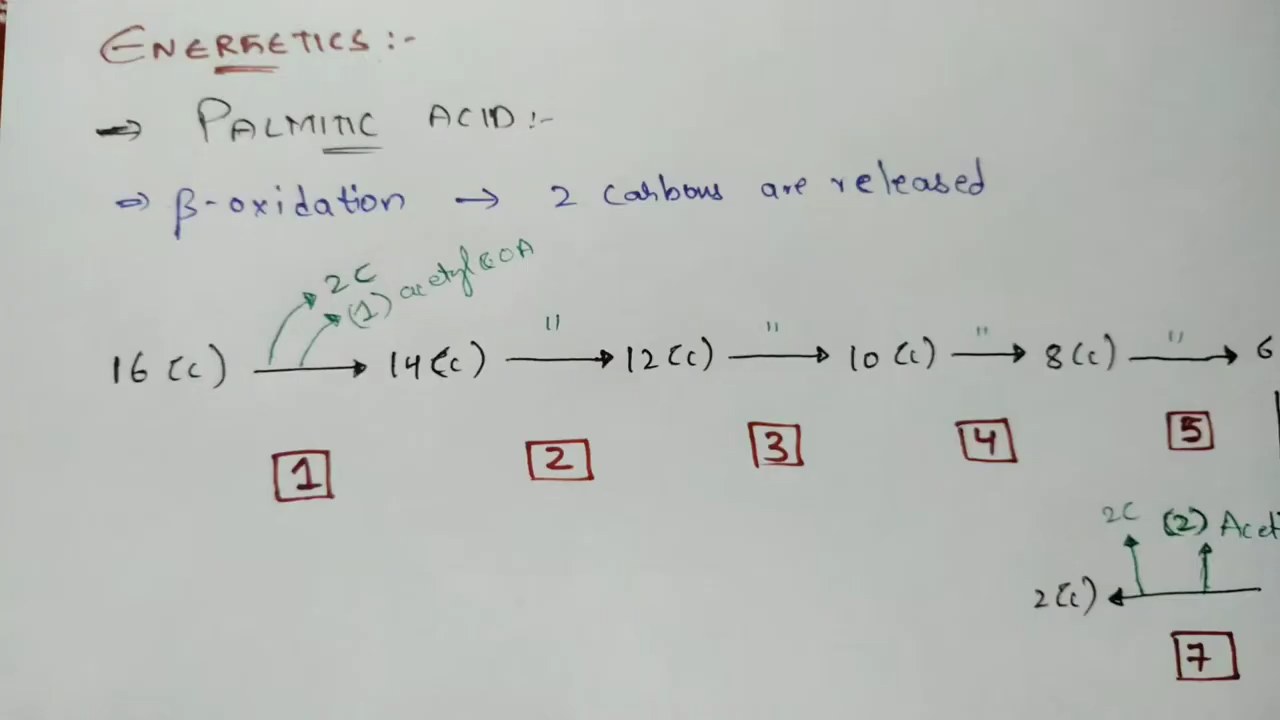 ENERGETICS :-
→ PALMITIC ACID :-
⇒ β-oxidation → 2 Carbons are released
2C
(1) acetyl COA
16 (C) → 14 (C) → 12 (C) → 10 (C) → 8 (C) → 6
" " " "
1 2 3 4 5
2C (2) Acet
2 (C) ←
7